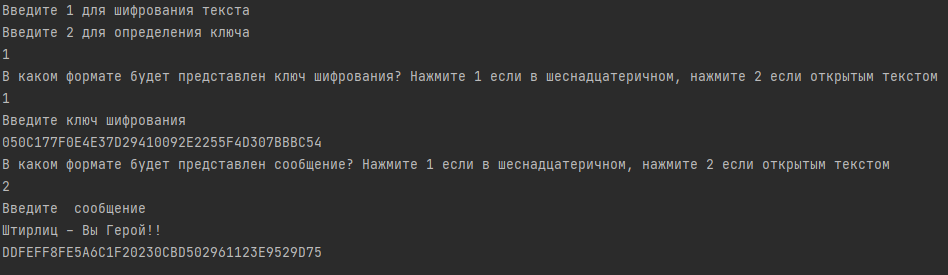 Введите 1 для шифрования текста
Введите 2 для определения ключа
1
В каком формате будет представлен ключ шифрования? Нажмите 1 если в шеснадцатеричном, нажмите 2 если открытым текстом
1
Введите ключ шифрования
050C177F0E4E37D29410092E2255F4D307BBBC54
В каком формате будет представлен сообщение? Нажмите 1 если в шеснадцатеричном, нажмите 2 если открытым текстом
2
Введите  сообщение
Штирлиц – Вы Герой!!
DDFEFF8FE5A6C1F20230CBD502961123E9529D75